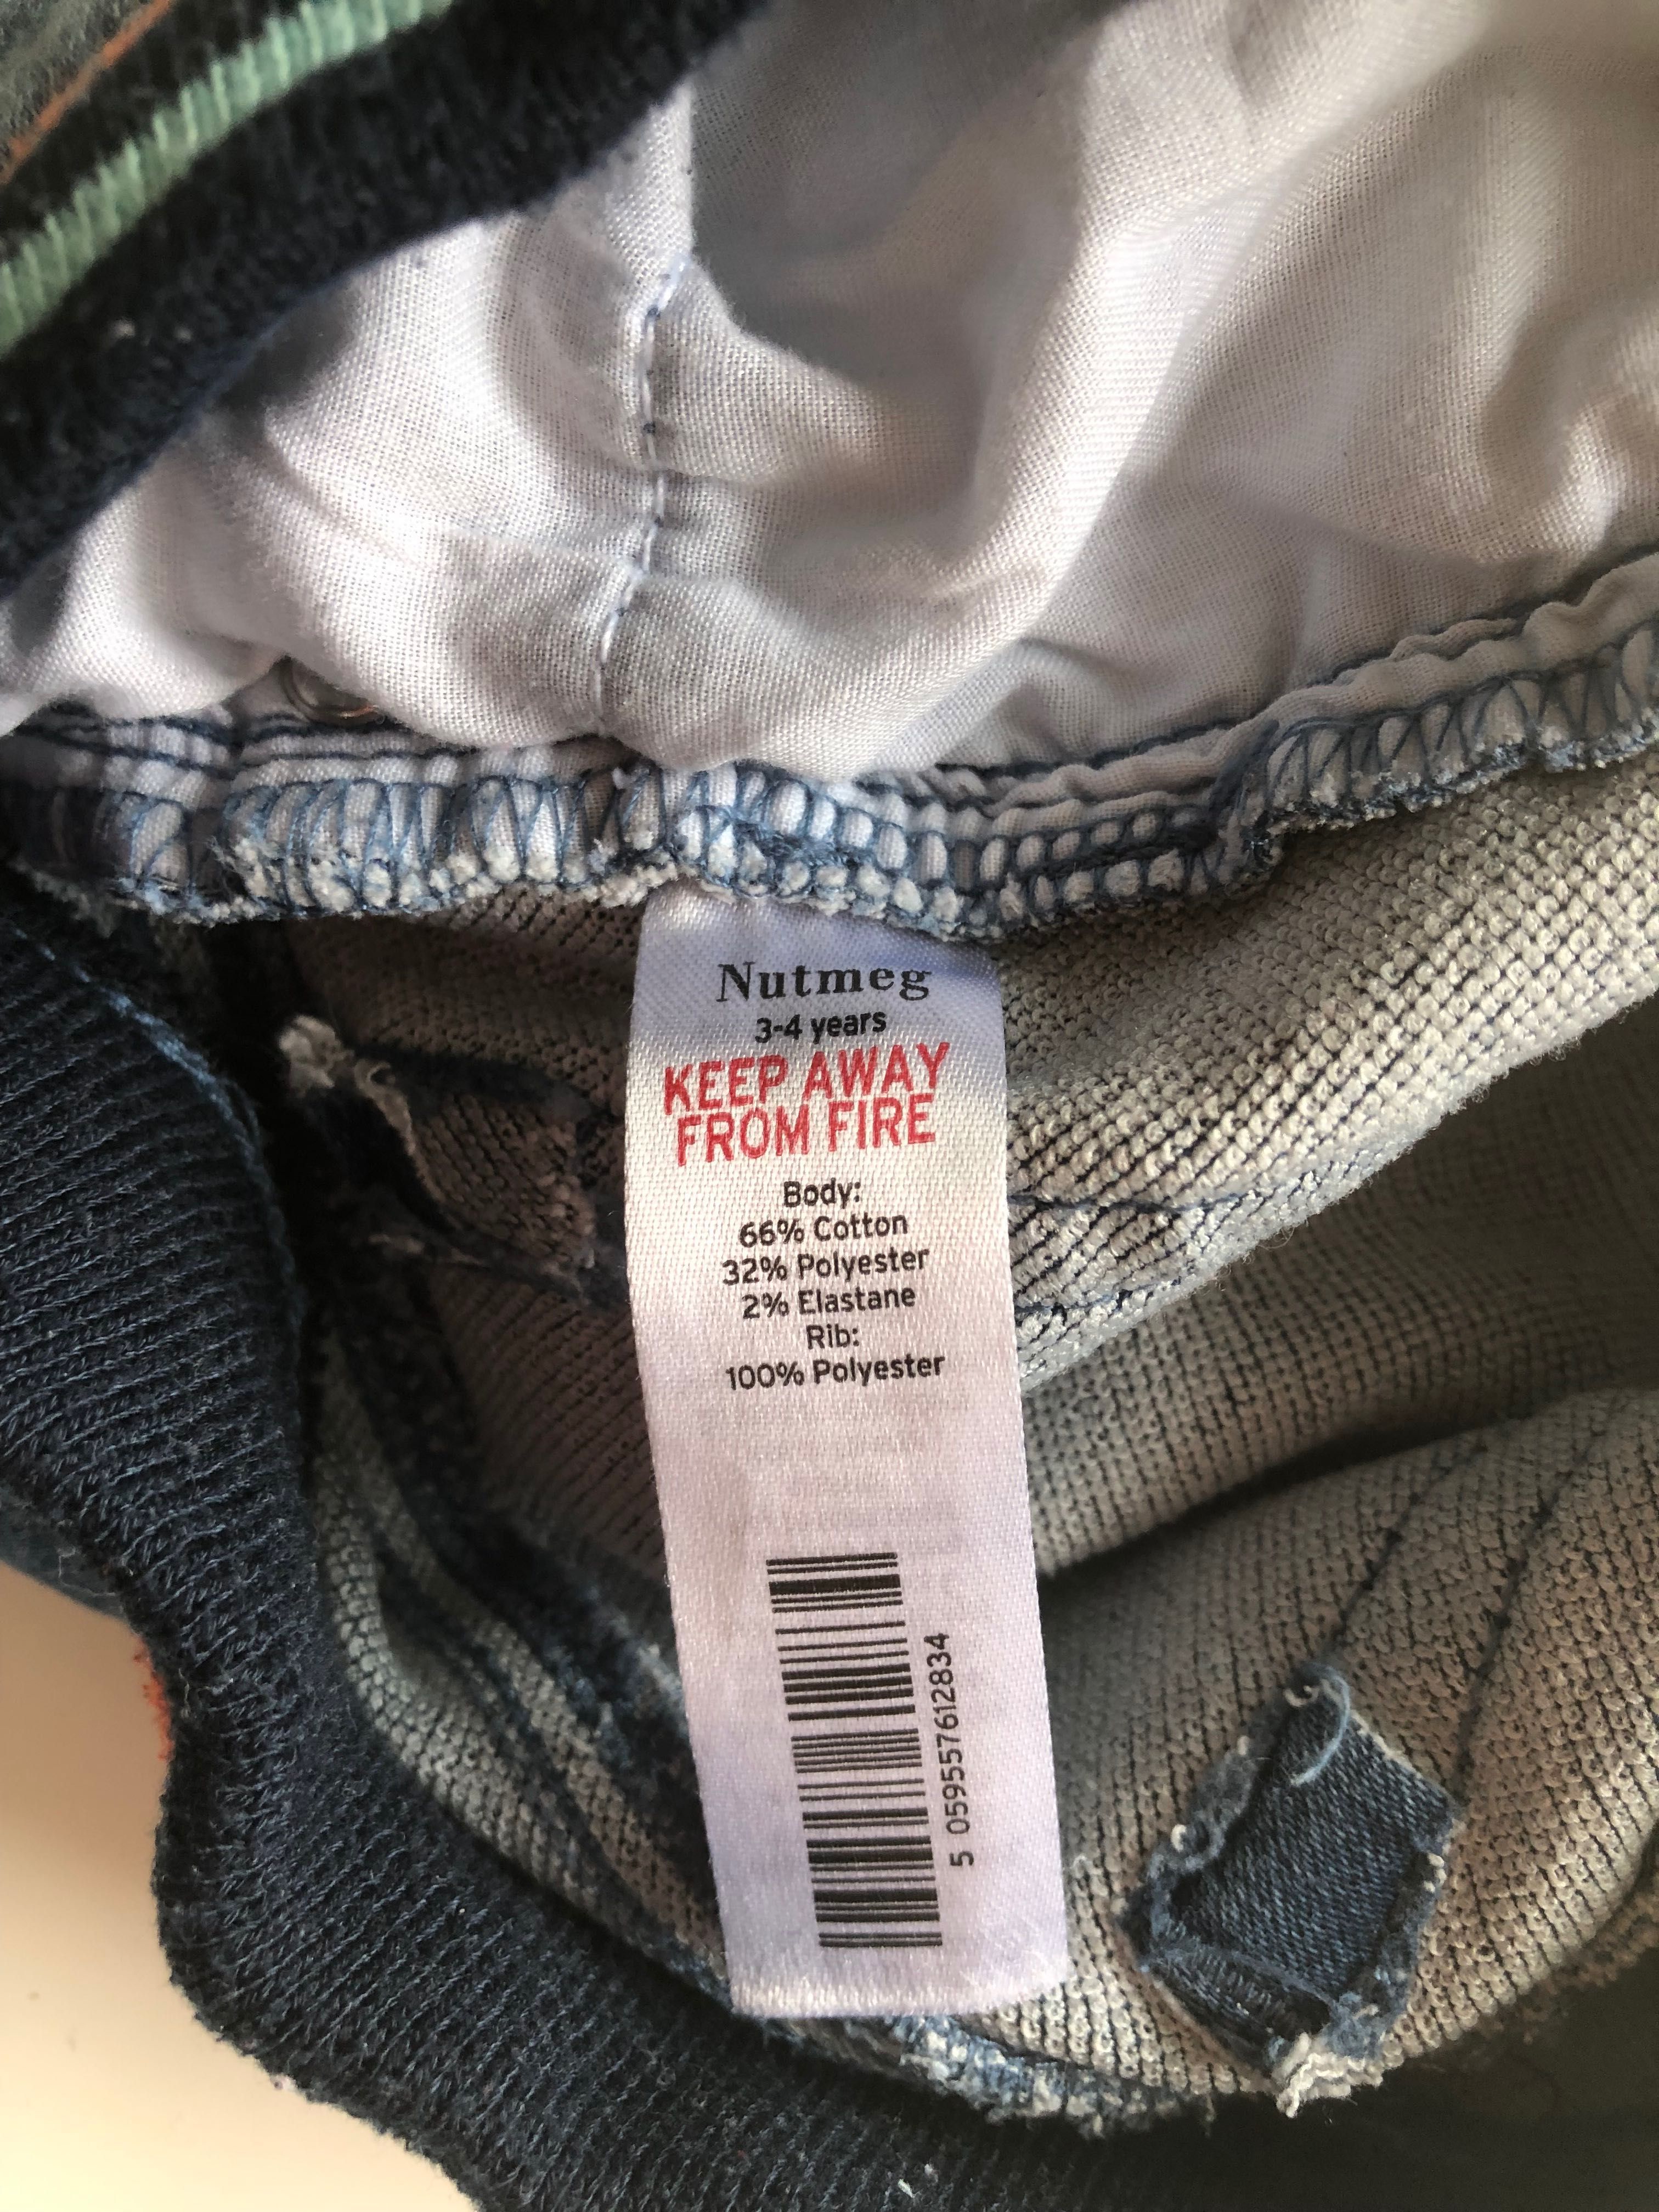 Nutmeg
3-4 years
KEEP AWAY
FROM FIRE
Body:
66% Cotton
32% Polyester
2% Elastane
Rib:
100% Polyester
5 059557612834